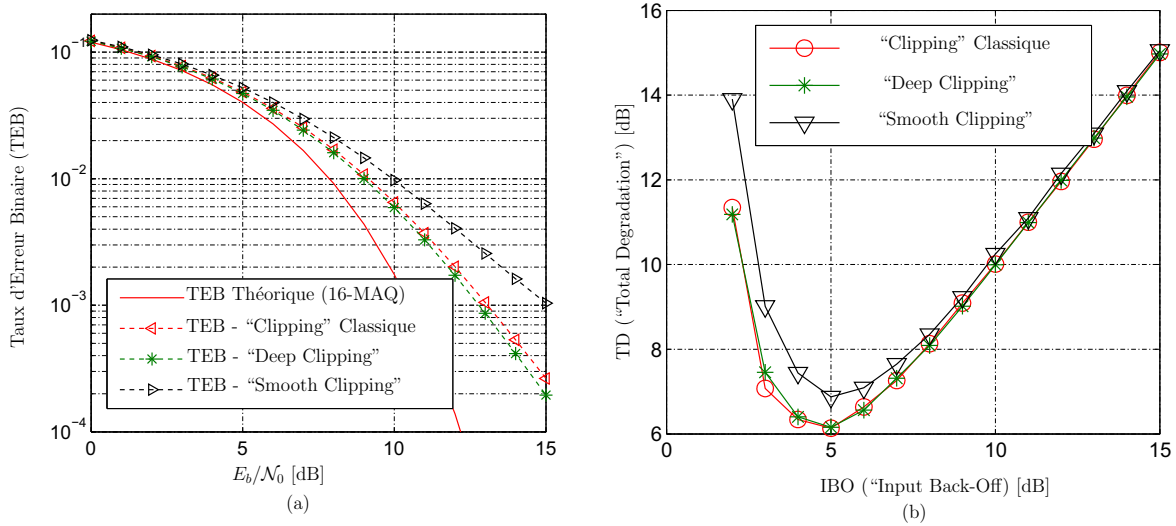 Taux d'Erreur Binaire (TEB)
10⁻¹
10⁻²
10⁻³
10⁻⁴
TEB Théorique (16-MAQ)
TEB - “Clipping” Classique
TEB - “Deep Clipping”
TEB - “Smooth Clipping”
0 5 10 15
E_b/N_0 [dB]
(a)
TD (“Total Degradation”) [dB]
16
14
12
10
8
6
“Clipping” Classique
“Deep Clipping”
“Smooth Clipping”
0 5 10 15
IBO (“Input Back-Off) [dB]
(b)